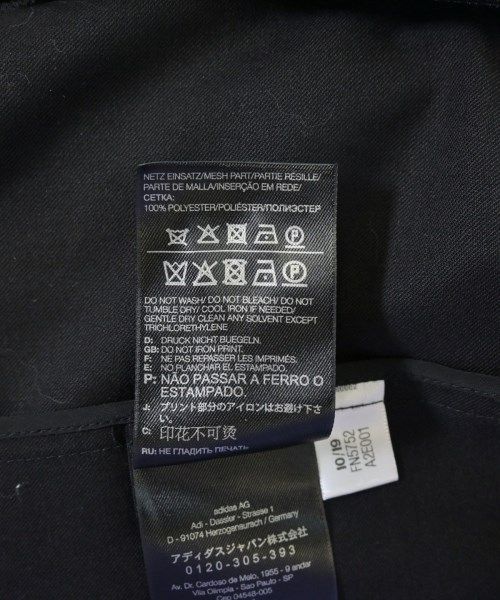 NETZ EINSATZ/MESH PART/PARTIE RÉSILLE/
PARTE DE MALLA/INSERÇÃO EM REDE/
СЕТКА:
100% POLYESTER/POLIÉSTER/ПОЛИЭСТЕР
DO NOT WASH/ DO NOT BLEACH/ DO NOT
TUMBLE DRY/ COOL IRON IF NEEDED/
GENTLE DRY CLEAN ANY SOLVENT EXCEPT
TRICHLORETHYLENE
D: DRUCK NICHT BUEGELN.
GB: DO NOT IRON PRINT.
F: NE PAS REPASSER LES IMPRIMÉS.
E: NO PLANCHAR EL ESTAMPADO.
P: NÃO PASSAR A FERRO O
ESTAMPADO.
J: プリント部分のアイロンはお避け下さ
い。
C: 印花不可烫
RU: НЕ ГЛАДИТЬ ПЕЧАТЬ
10/19
FN5752
A2E001
adidas AG
Adi - Dassler - Strasse 1
D - 91074 Herzogenaurach / Germany
アディダスジャパン株式会社
0120-305-393
Av. Dr. Cardoso de Melo, 1955 - 9 andar
Vila Olimpia - Sao Paulo - SP
Cep 04548-005